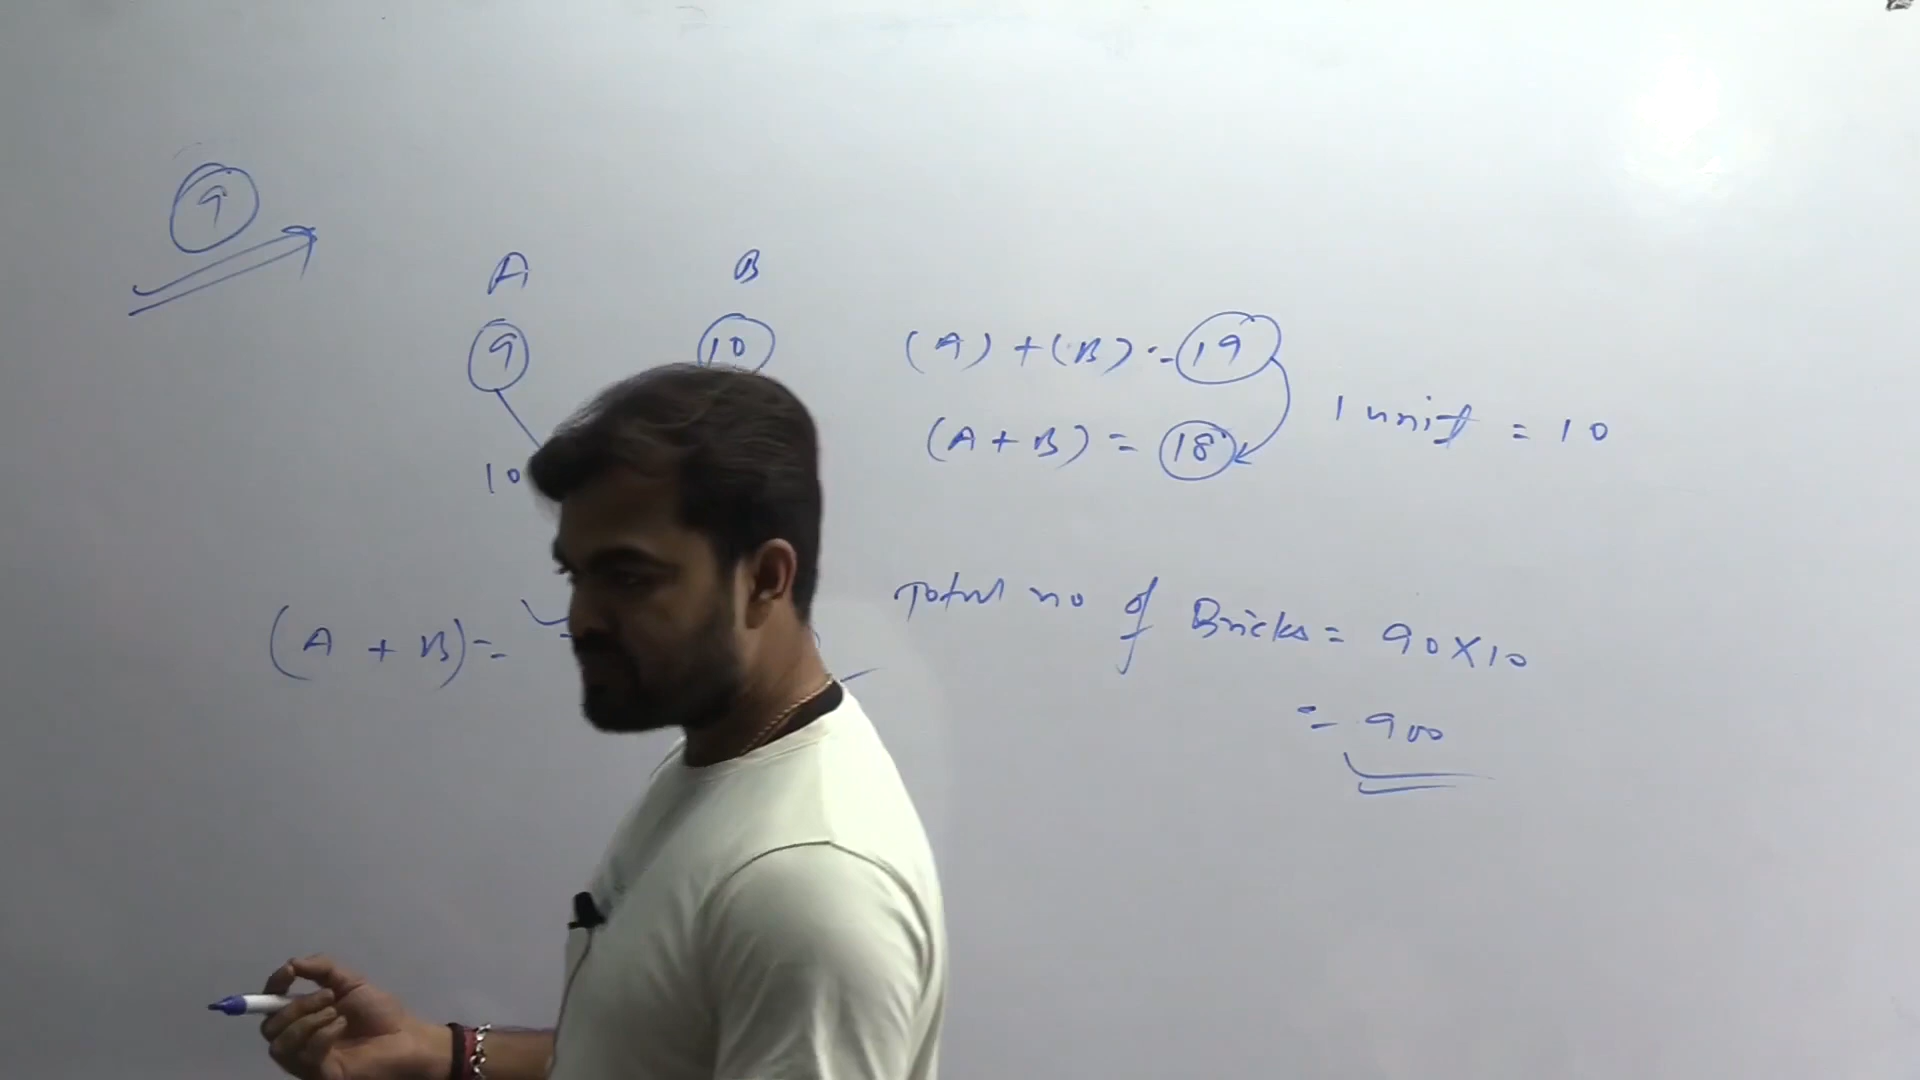 9
A B
9 10
(A) + (B) = 19
(A + B) = 18
1 unit = 10
10
(A + B) =
Total no of Bricks = 90 X 10
= 900